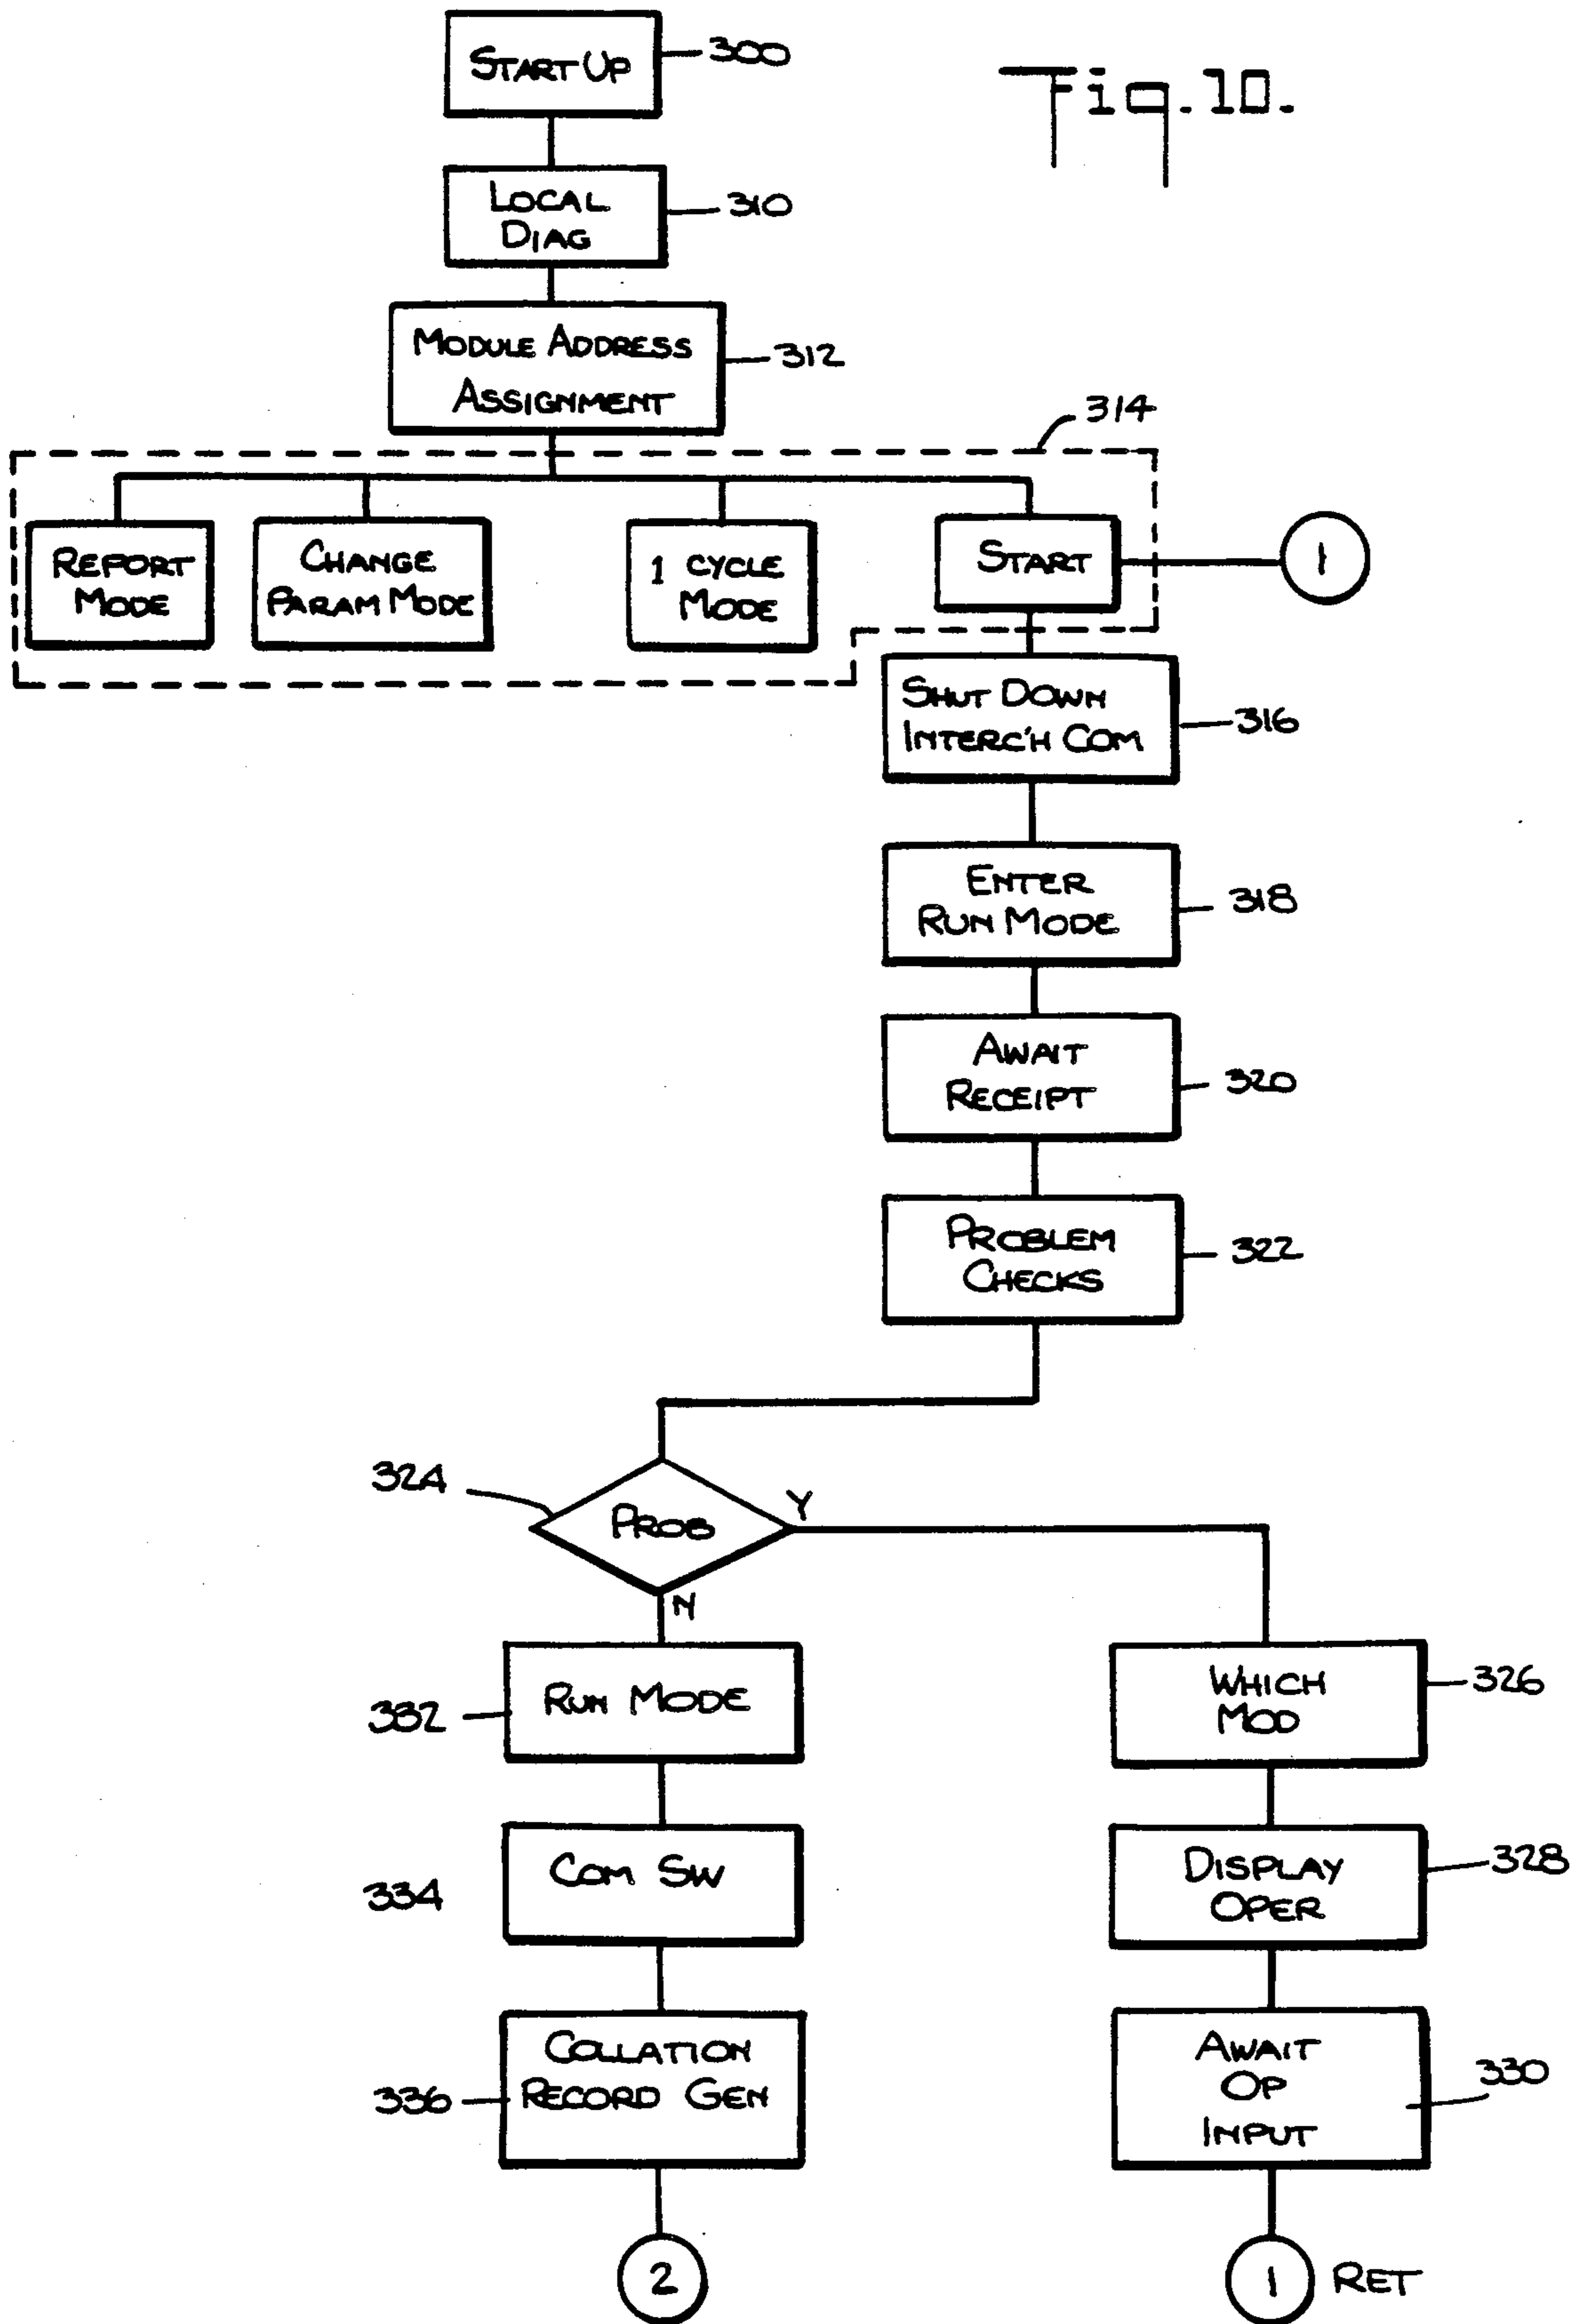 START UP
300
Fig. 10.
LOCAL
DIAG
310
MODULE ADDRESS
ASSIGNMENT
312
314
REPORT
MODE
CHANGE
PARAM MODE
1 CYCLE
MODE
START
1
SHUT DOWN
INTERC'H COM
316
ENTER
RUN MODE
318
AWAIT
RECEIPT
320
PROBLEM
CHECKS
322
324
PROB
Y
N
RUN MODE
332
WHICH
MOD
326
COM SW
334
DISPLAY
OPER
328
COLLATION
RECORD GEN
336
AWAIT
OP
INPUT
330
2
1 RET